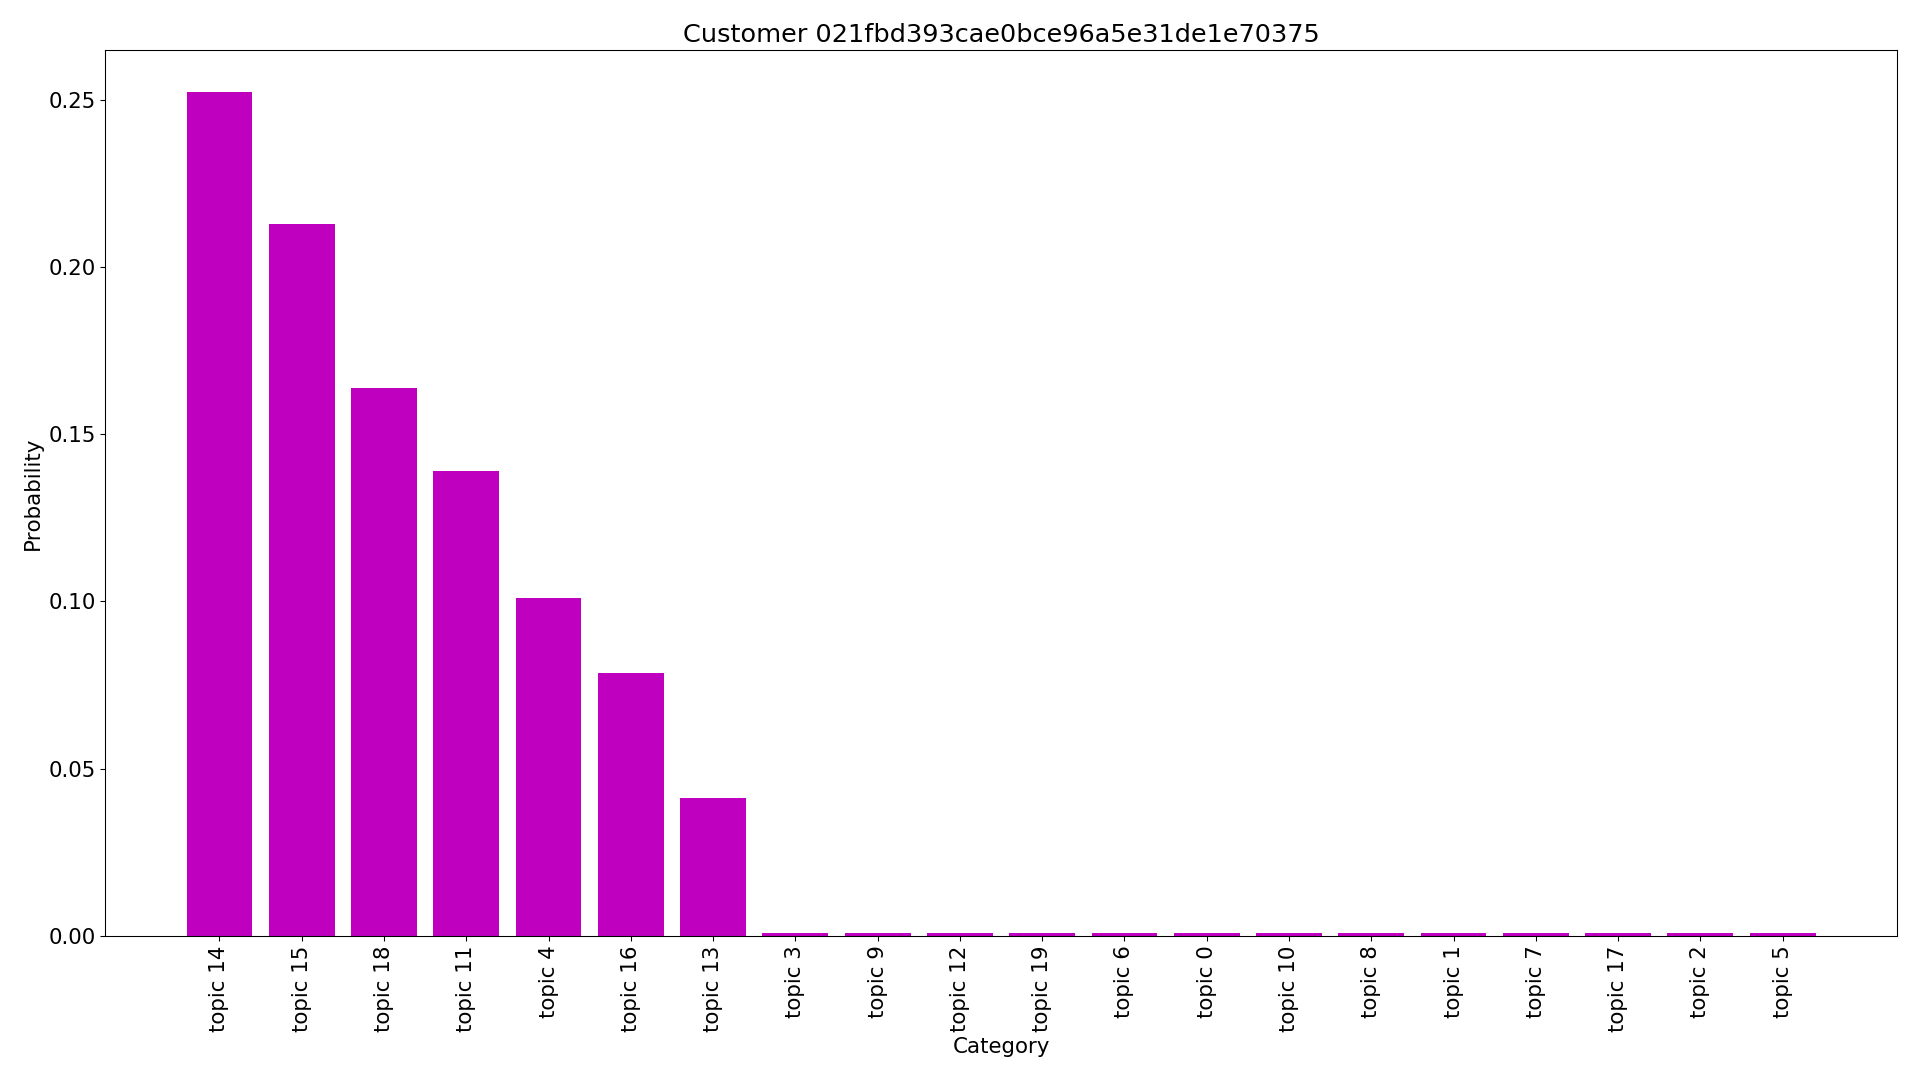 Customer 021fbd393cae0bce96a5e31de1e70375
Probability
0.25
0.20
0.15
0.10
0.05
0.00
topic 14
topic 15
topic 18
topic 11
topic 4
topic 16
topic 13
topic 3
topic 9
topic 12
topic 19
topic 6
topic 0
topic 10
topic 8
topic 1
topic 7
topic 17
topic 2
topic 5
Category